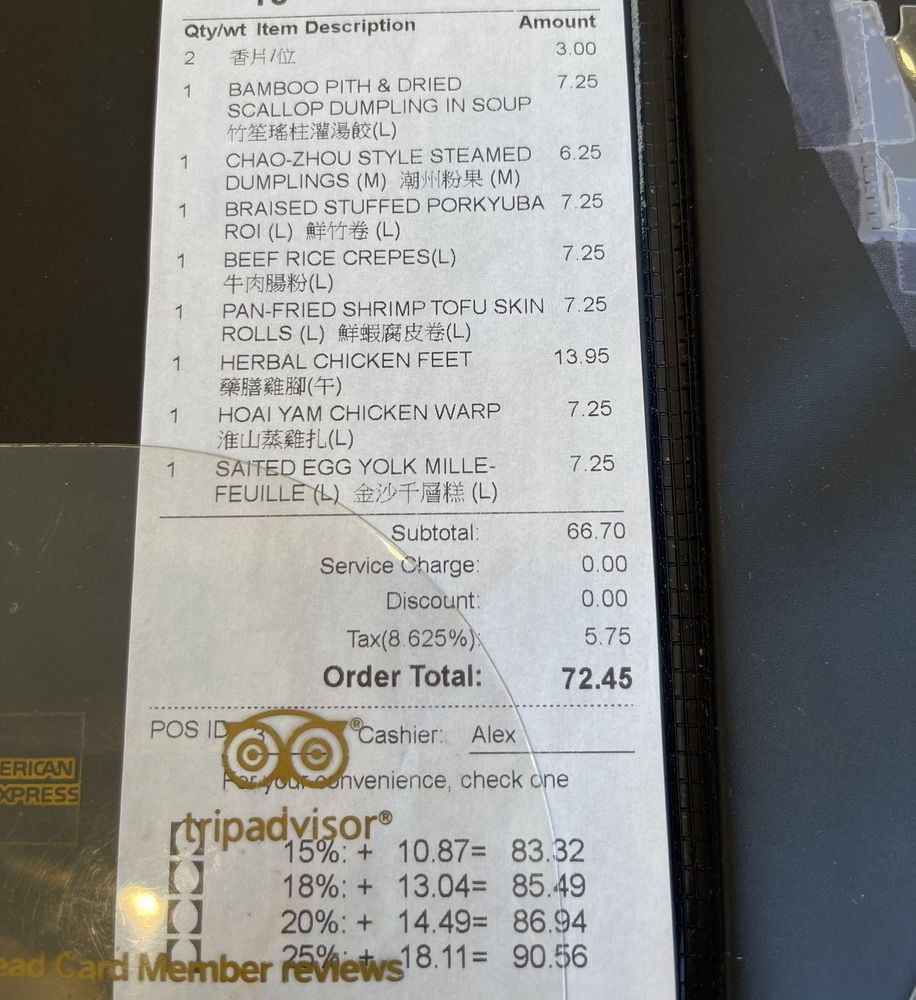 Qty/wt Item Description Amount
2 香片/位 3.00
1 BAMBOO PITH & DRIED 7.25
SCALLOP DUMPLING IN SOUP
竹笙瑤柱灌湯餃(L)
1 CHAO-ZHOU STYLE STEAMED 6.25
DUMPLINGS (M) 潮州粉果 (M)
1 BRAISED STUFFED PORKYUBA 7.25
ROI (L) 鮮竹卷 (L)
1 BEEF RICE CREPES(L) 7.25
牛肉腸粉(L)
1 PAN-FRIED SHRIMP TOFU SKIN 7.25
ROLLS (L) 鮮蝦腐皮卷(L)
1 HERBAL CHICKEN FEET 13.95
藥膳雞腳(午)
1 HOAI YAM CHICKEN WARP 7.25
淮山蒸雞扎(L)
1 SAITED EGG YOLK MILLE- 7.25
FEUILLE (L) 金沙千層糕 (L)
Subtotal: 66.70
Service Charge: 0.00
Discount: 0.00
Tax(8.625%): 5.75
Order Total: 72.45
POS ID 3 Cashier: Alex
For your convenience, check one
ERICAN
XPRESS
tripadvisor®
15%: + 10.87= 83.32
18%: + 13.04= 85.49
20%: + 14.49= 86.94
25%: + 18.11= 90.56
ead Card Member reviews